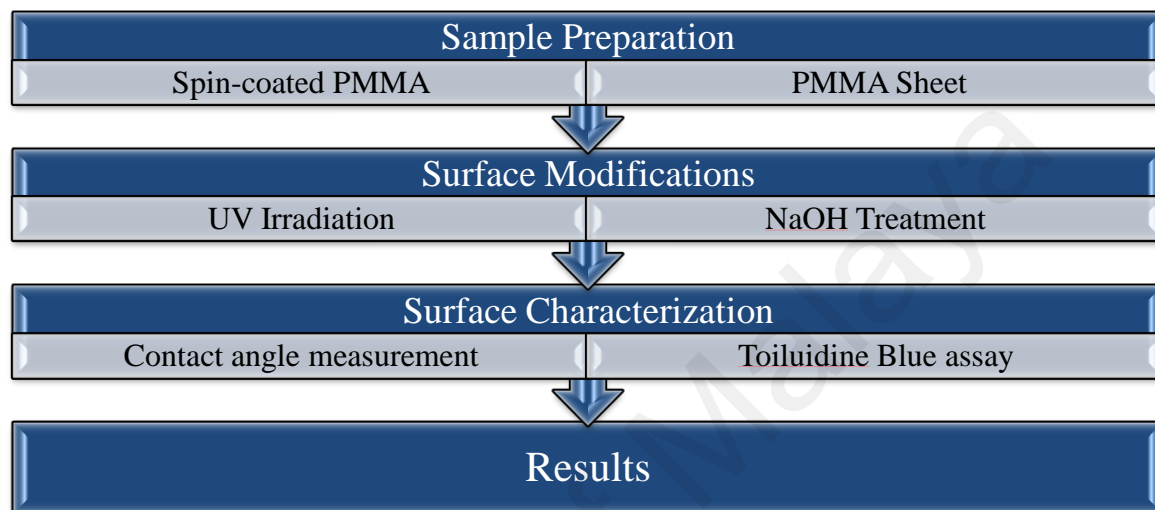 Sample Preparation
Spin-coated PMMA
PMMA Sheet
Surface Modifications
UV Irradiation
NaOH Treatment
Surface Characterization
Contact angle measurement
Toiluidine Blue assay
Results
Malaya